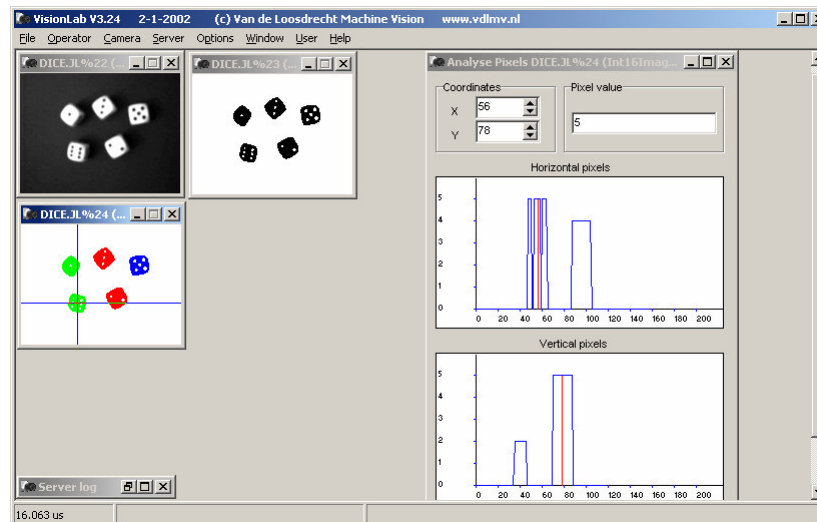 VisionLab V3.24 2-1-2002 (c) Van de Loosdrecht Machine Vision www.vdlmv.nl
File Operator Camera Server Options Window User Help
DICE.JL%22 (...
DICE.JL%23 (...
Analyse Pixels DICE.JL%24 (Int16Imag...
Coordinates
Pixel value
X 56
5
Y 78
Horizontal pixels
5
4
3
2
1
0
0 20 40 60 80 100 120 140 160 180 200
DICE.JL%24 (...
Vertical pixels
5
4
3
2
1
0
0 20 40 60 80 100 120 140 160 180 200
Server log
16.063 us